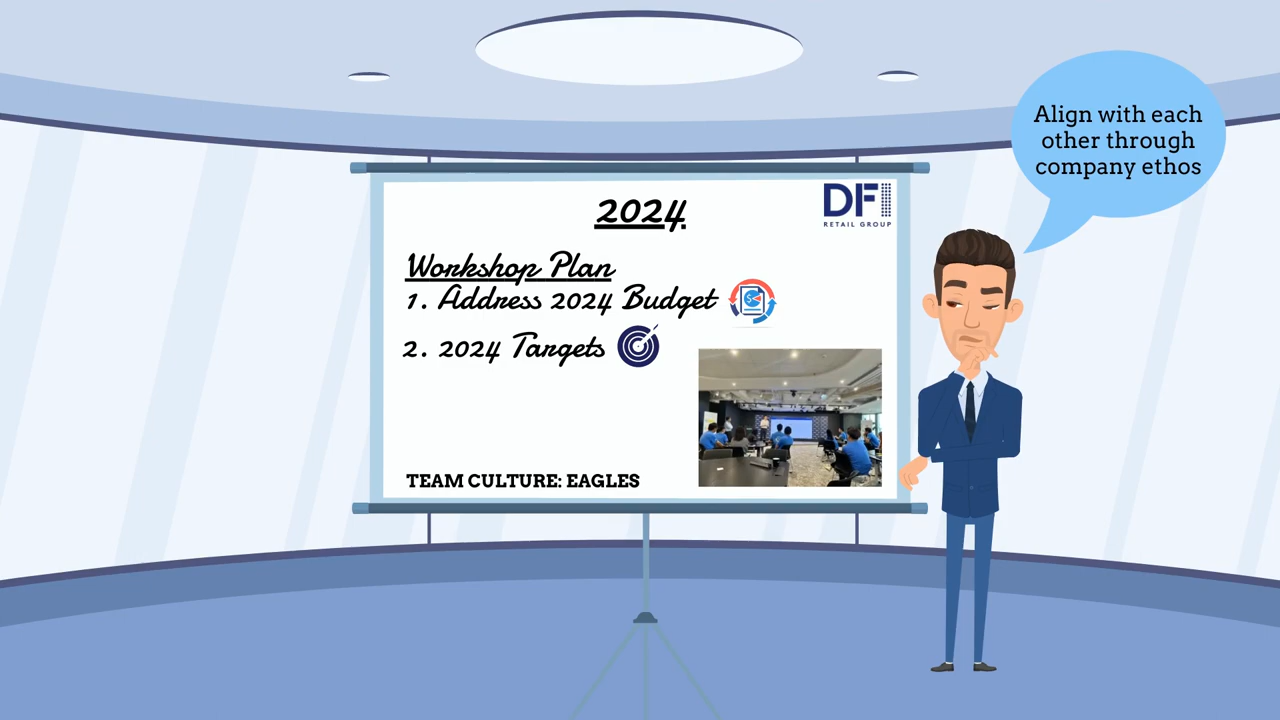 Align with each
other through
company ethos
2024
DFI
RETAIL GROUP
Workshop Plan
1. Address 2024 Budget
2. 2024 Targets
TEAM CULTURE: EAGLES